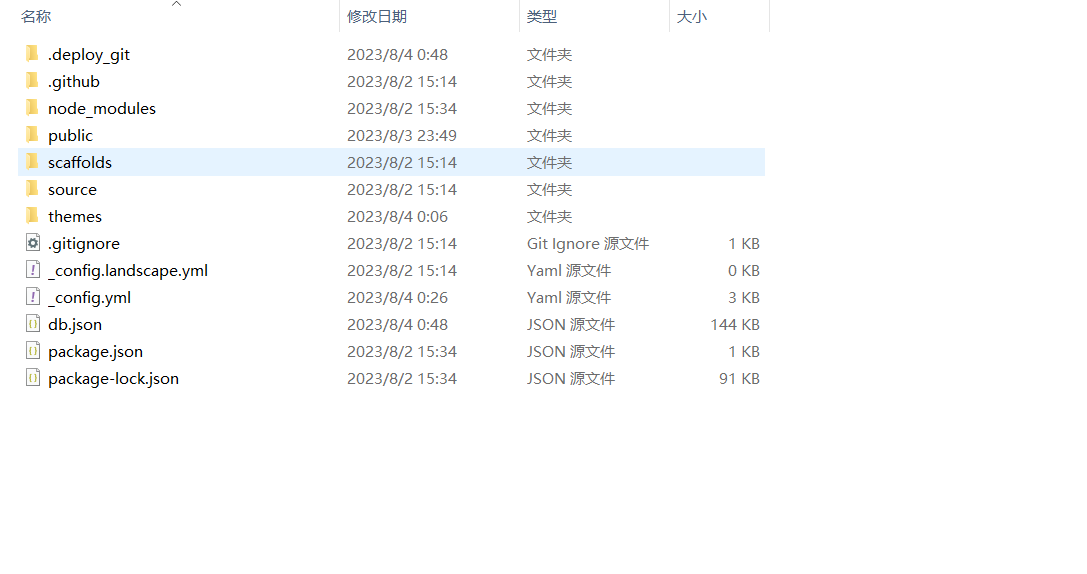 名称 修改日期 类型 大小
.deploy_git 2023/8/4 0:48 文件夹
.github 2023/8/2 15:14 文件夹
node_modules 2023/8/2 15:34 文件夹
public 2023/8/3 23:49 文件夹
scaffolds 2023/8/2 15:14 文件夹
source 2023/8/2 15:14 文件夹
themes 2023/8/4 0:06 文件夹
.gitignore 2023/8/2 15:14 Git Ignore 源文件 1 KB
_config.landscape.yml 2023/8/2 15:14 Yaml 源文件 0 KB
_config.yml 2023/8/4 0:26 Yaml 源文件 3 KB
db.json 2023/8/4 0:48 JSON 源文件 144 KB
package.json 2023/8/2 15:34 JSON 源文件 1 KB
package-lock.json 2023/8/2 15:34 JSON 源文件 91 KB